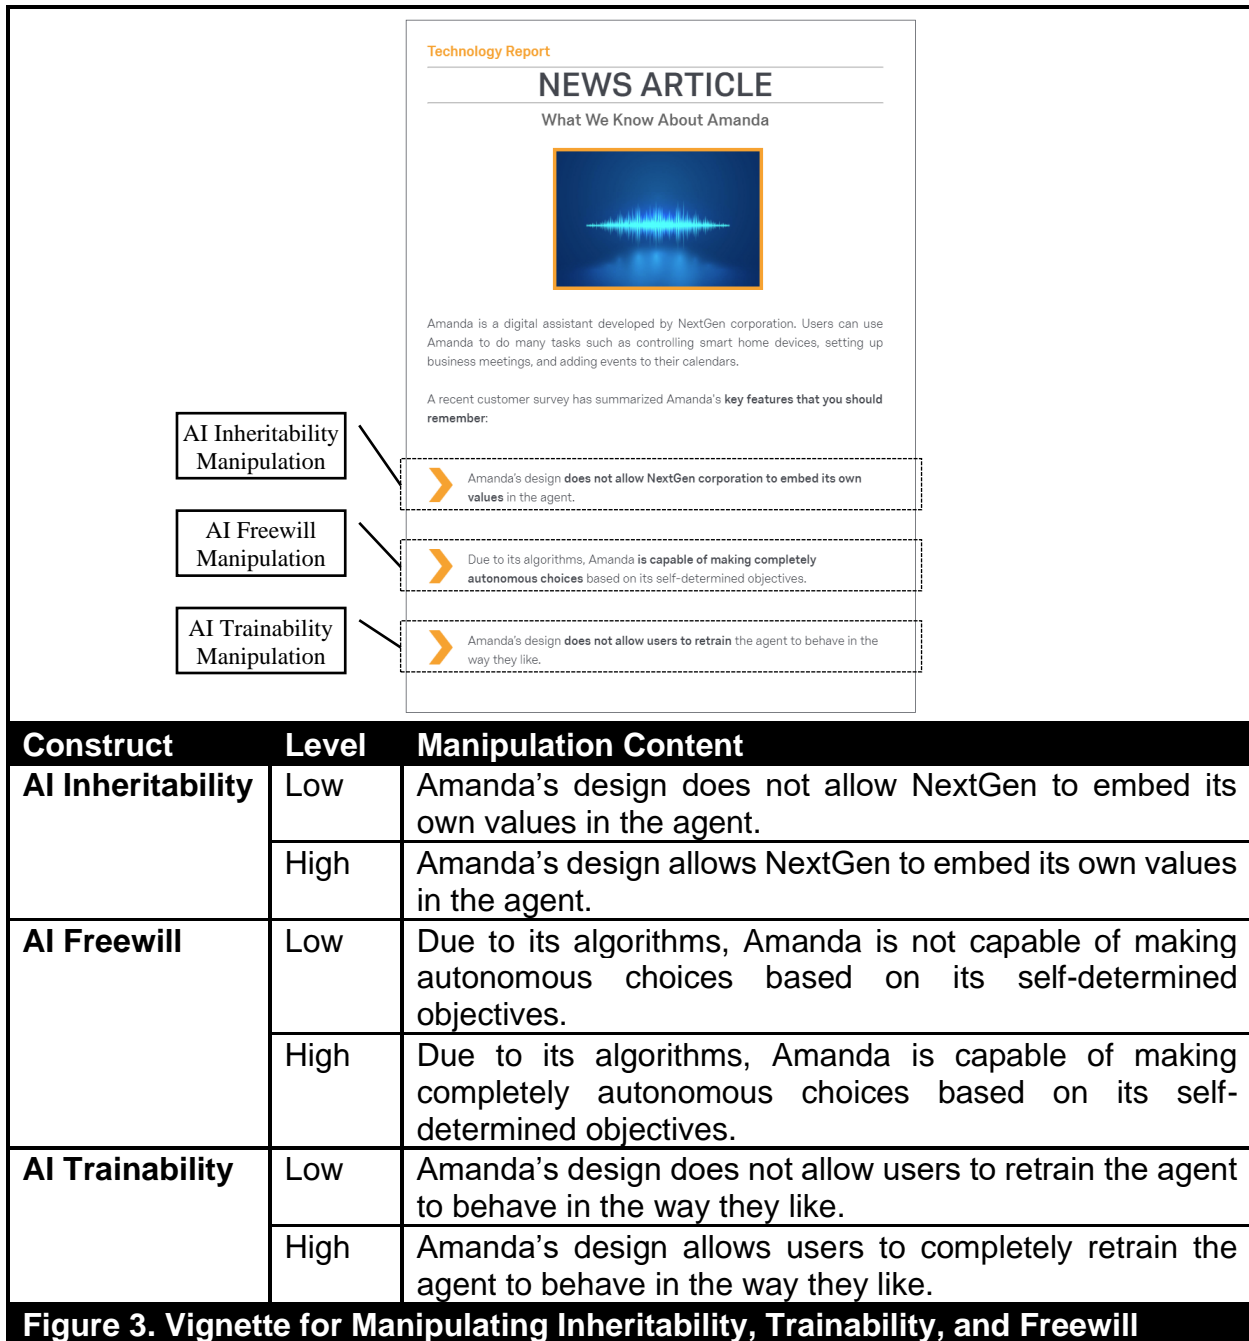 Technology Report
NEWS ARTICLE
What We Know About Amanda
Amanda is a digital assistant developed by NextGen corporation. Users can use
Amanda to do many tasks such as controlling smart home devices, setting up
business meetings, and adding events to their calendars.
A recent customer survey has summarized Amanda's key features that you should
remember:
AI Inheritability
Manipulation
Amanda's design does not allow NextGen corporation to embed its own
values in the agent.
AI Freewill
Manipulation
Due to its algorithms, Amanda is capable of making completely
autonomous choices based on its self-determined objectives.
AI Trainability
Manipulation
Amanda's design does not allow users to retrain the agent to behave in the
way they like.
Construct Level Manipulation Content
AI Inheritability Low Amanda's design does not allow NextGen to embed its
own values in the agent.
High Amanda's design allows NextGen to embed its own values
in the agent.
AI Freewill Low Due to its algorithms, Amanda is not capable of making
autonomous choices based on its self-determined
objectives.
High Due to its algorithms, Amanda is capable of making
completely autonomous choices based on its self-
determined objectives.
AI Trainability Low Amanda's design does not allow users to retrain the agent
to behave in the way they like.
High Amanda's design allows users to completely retrain the
agent to behave in the way they like.
Figure 3. Vignette for Manipulating Inheritability, Trainability, and Freewill